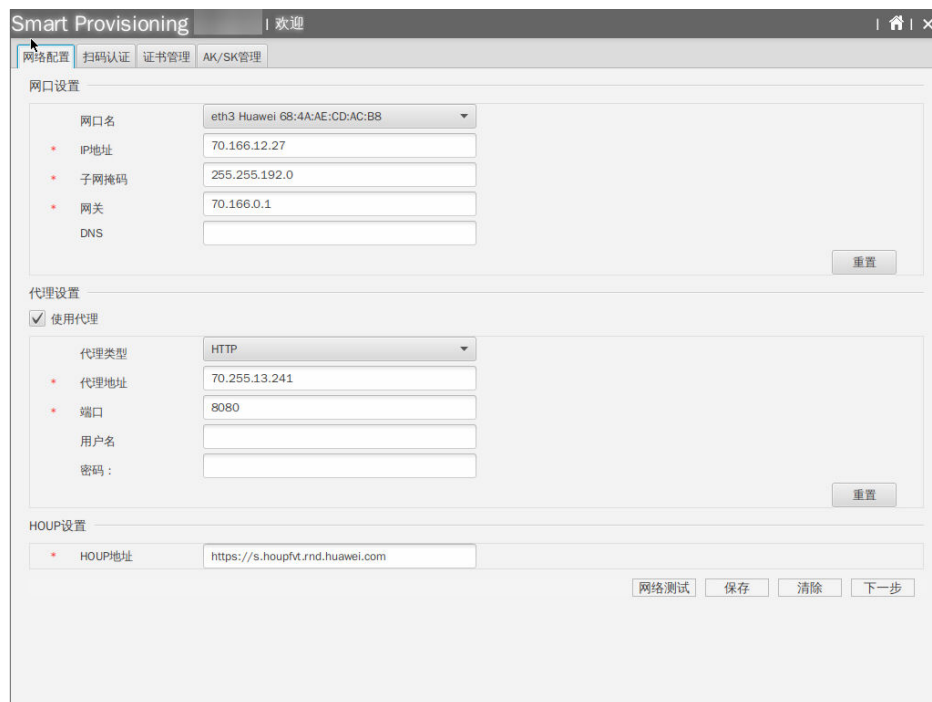 Smart Provisioning | 欢迎
网络配置 扫码认证 证书管理 AK/SK管理
网口设置
网口名 eth3 Huawei 68:4A:AE:CD:AC:B8
* IP地址 70.166.12.27
* 子网掩码 255.255.192.0
* 网关 70.166.0.1
DNS
重置
代理设置
使用代理
代理类型 HTTP
* 代理地址 70.255.13.241
* 端口 8080
用户名
密码：
重置
HOUP设置
* HOUP地址 https://s.houpfvt.rnd.huawei.com
网络测试 保存 清除 下一步